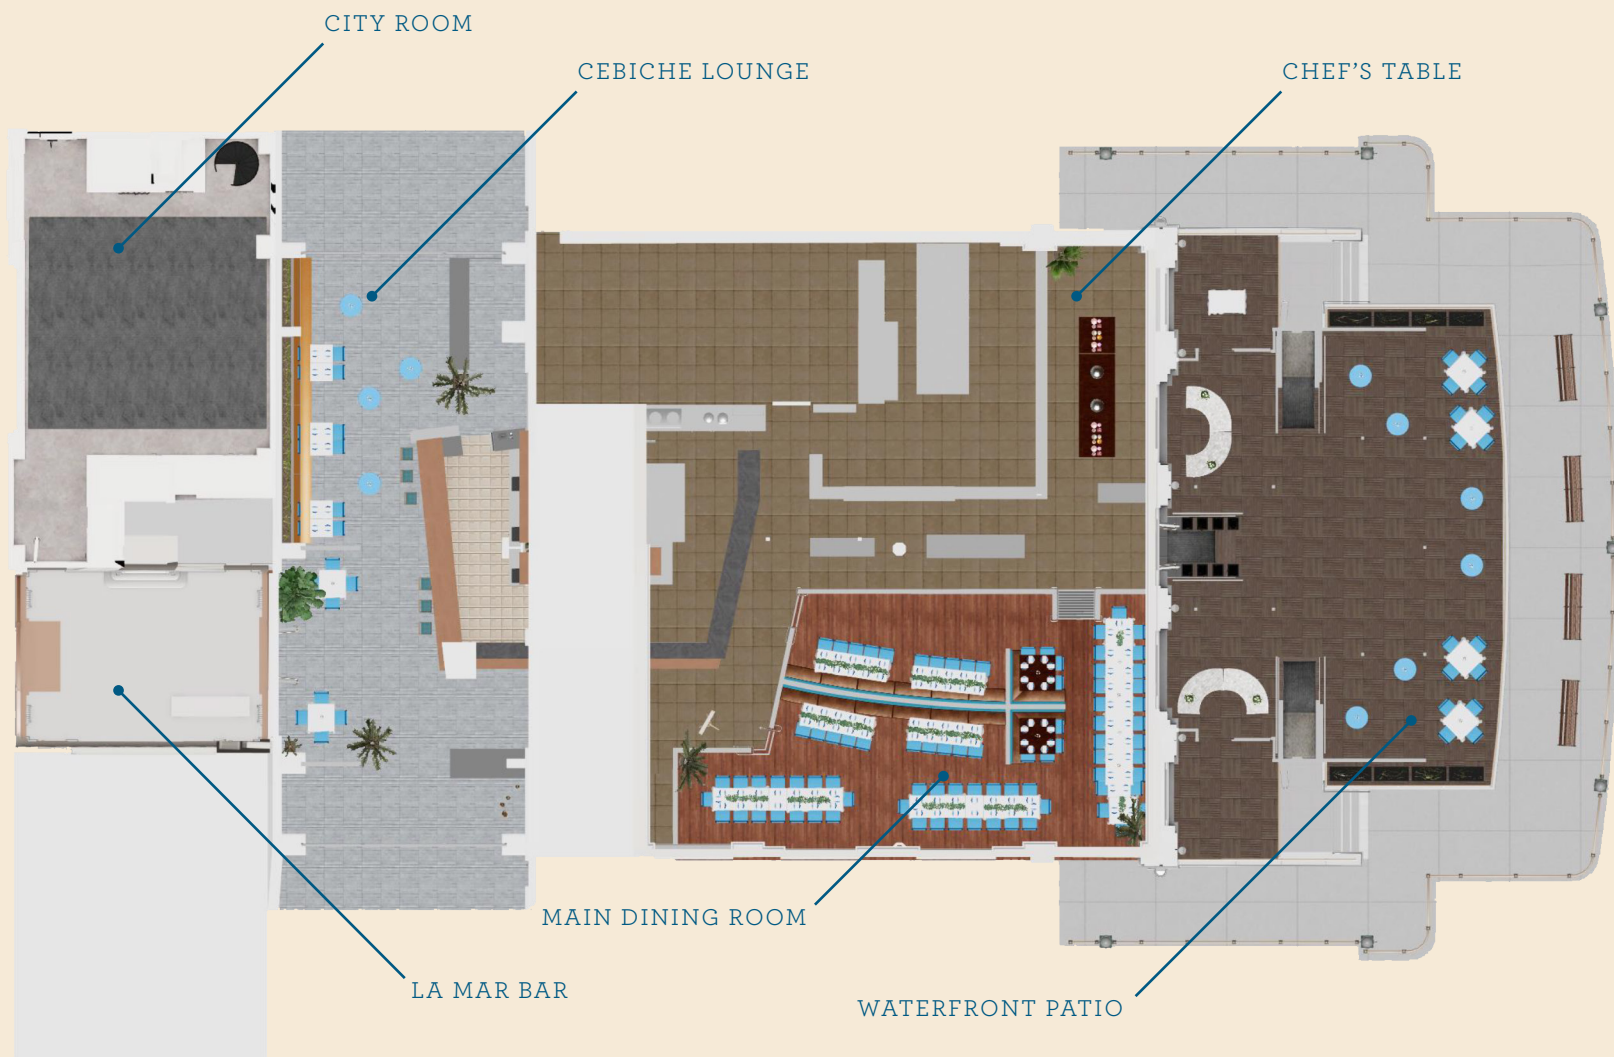 CITY ROOM
CEBICHE LOUNGE
CHEF'S TABLE
MAIN DINING ROOM
LA MAR BAR
WATERFRONT PATIO